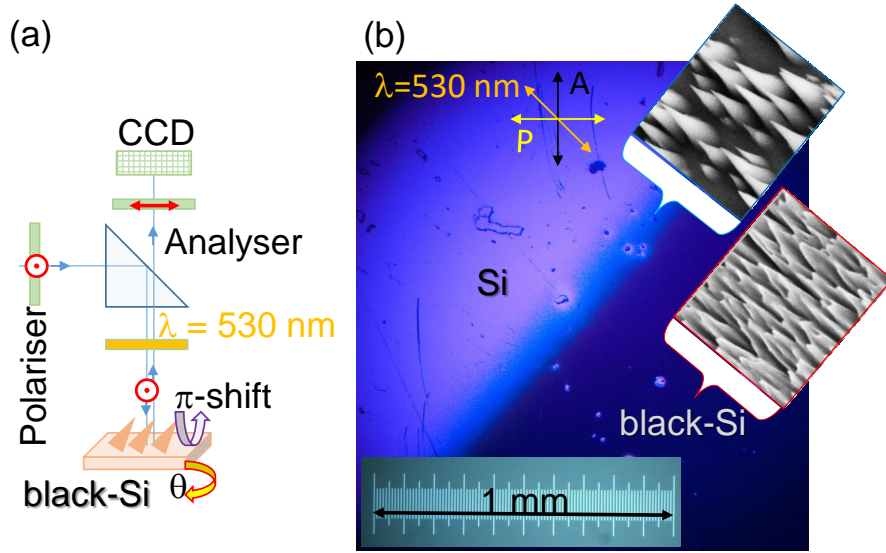 (a)
CCD
Analyser
Polariser
λ = 530 nm
π-shift
θ
black-Si
(b)
λ=530 nm
A
P
Si
black-Si
1 mm